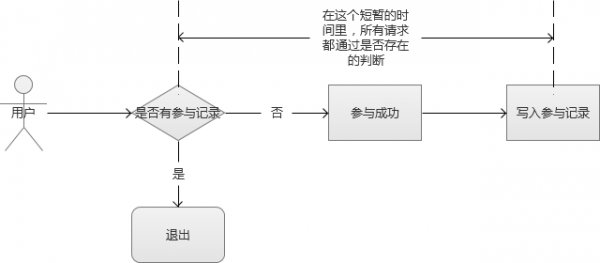 在这个短暂的时
间里，所有请求
都通过是否存在
的判断
用户
是否有参与记录
否
参与成功
写入参与记录
是
退出